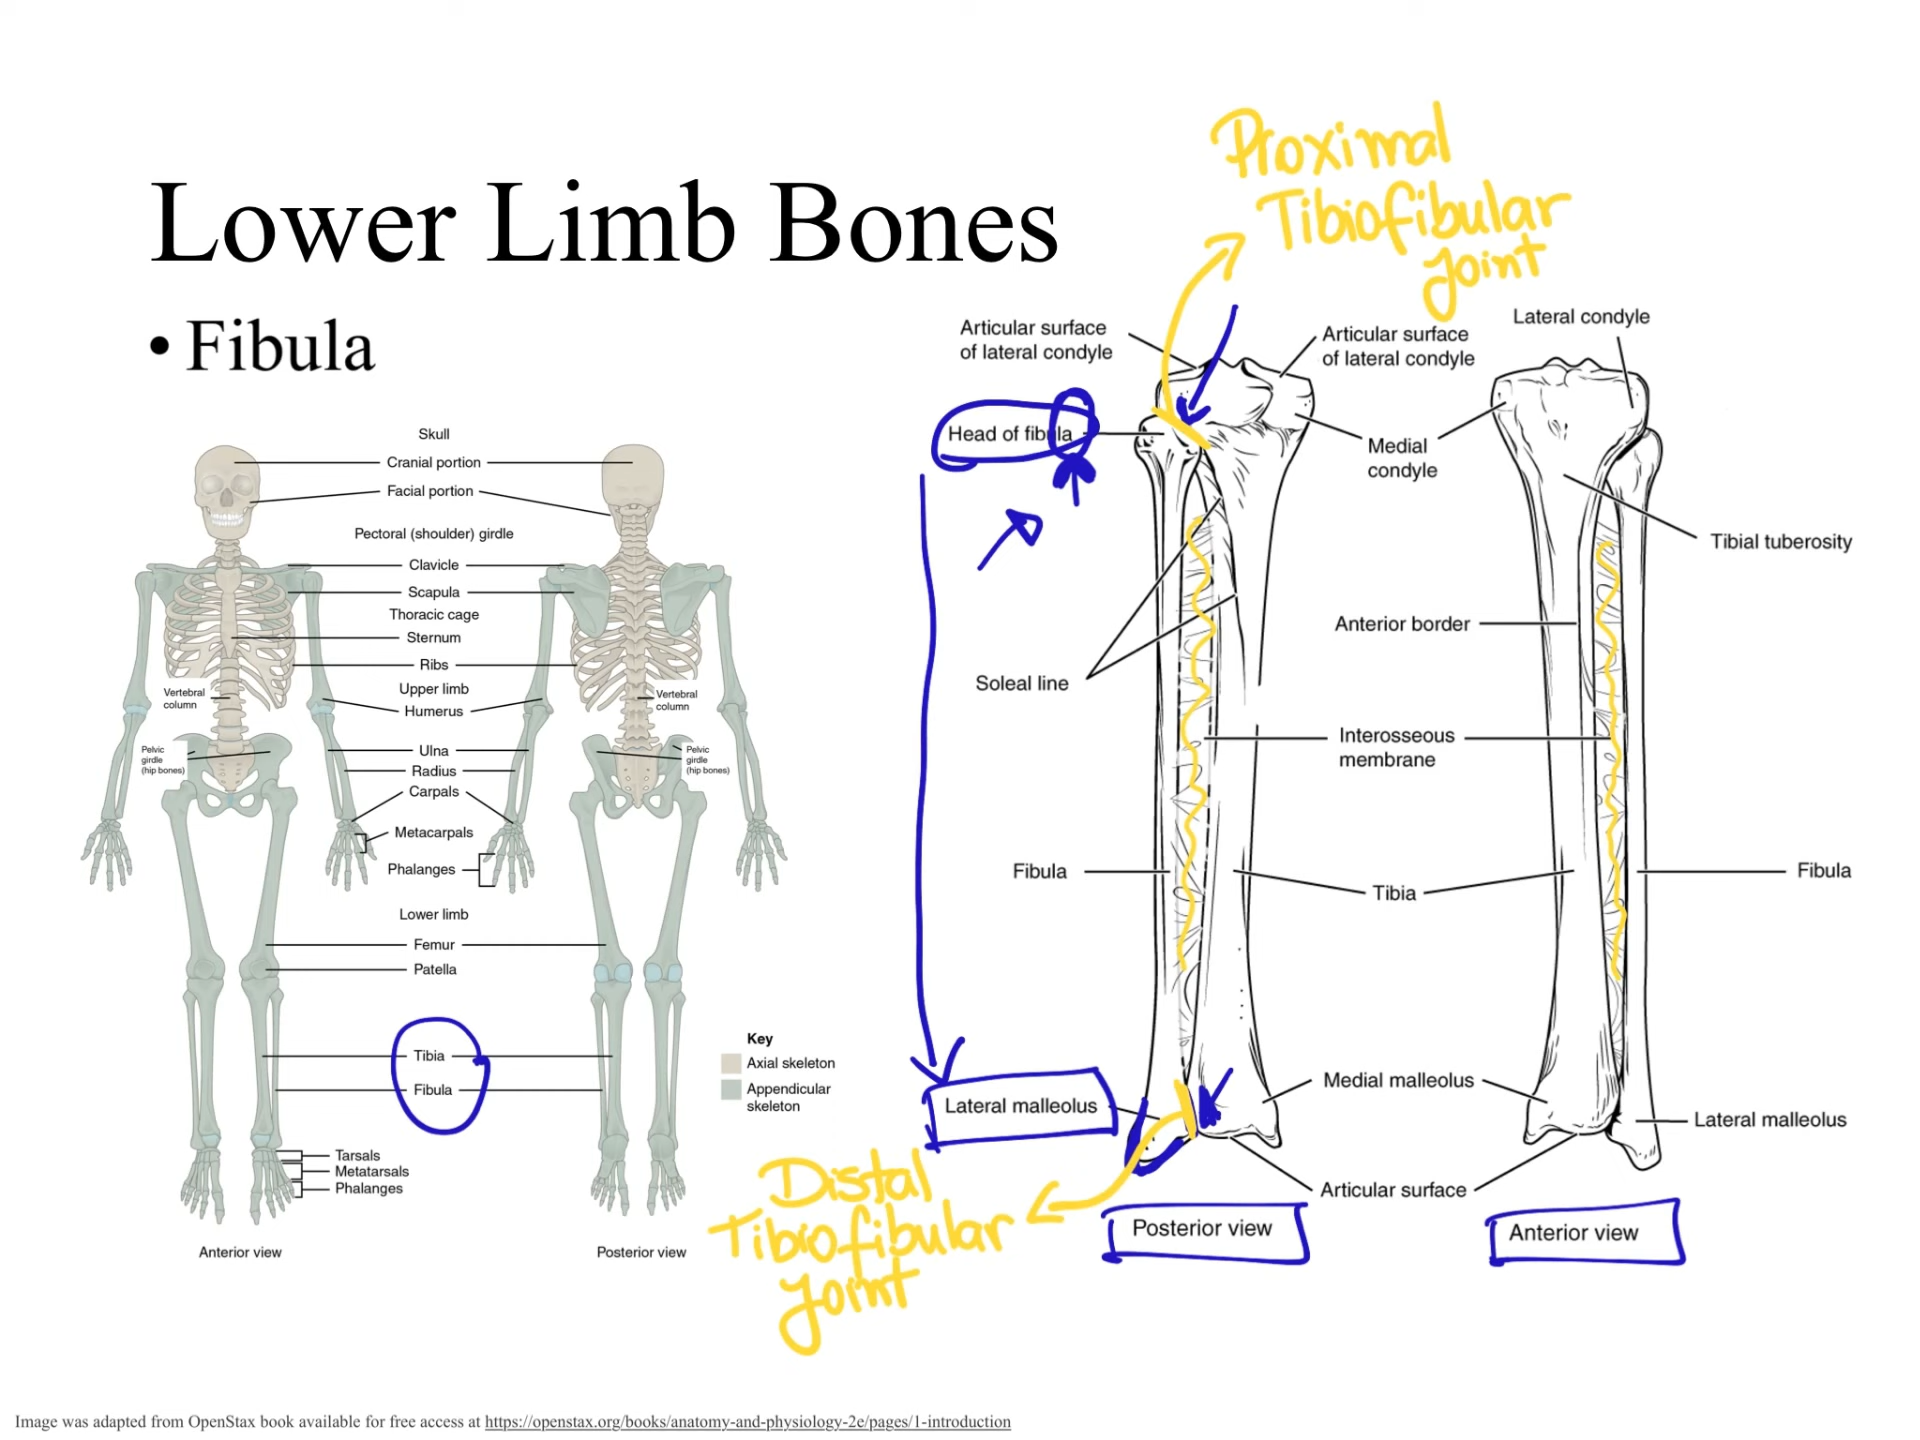 Lower Limb Bones
• Fibula
Proximal
Tibiofibular
Joint
Skull
Cranial portion
Facial portion
Pectoral (shoulder) girdle
Clavicle
Scapula
Thoracic cage
Sternum
Ribs
Vertebral
column
Upper limb
Humerus
Vertebral
column
Pelvic
girdle
(hip bones)
Ulna
Radius
Carpals
Pelvic
girdle
(hip bones)
Metacarpals
Phalanges
Lower limb
Femur
Patella
Tibia
Fibula
Tarsals
Metatarsals
Phalanges
Anterior view
Posterior view
Key
Axial skeleton
Appendicular
skeleton
Articular surface
of lateral condyle
Articular surface
of lateral condyle
Lateral condyle
Head of fibula
Medial
condyle
Tibial tuberosity
Anterior border
Soleal line
Interosseous
membrane
Fibula
Tibia
Fibula
Medial malleolus
Lateral malleolus
Lateral malleolus
Articular surface
Posterior view
Anterior view
Distal
Tibiofibular
Joint
Image was adapted from OpenStax book available for free access at https://openstax.org/books/anatomy-and-physiology-2e/pages/1-introduction